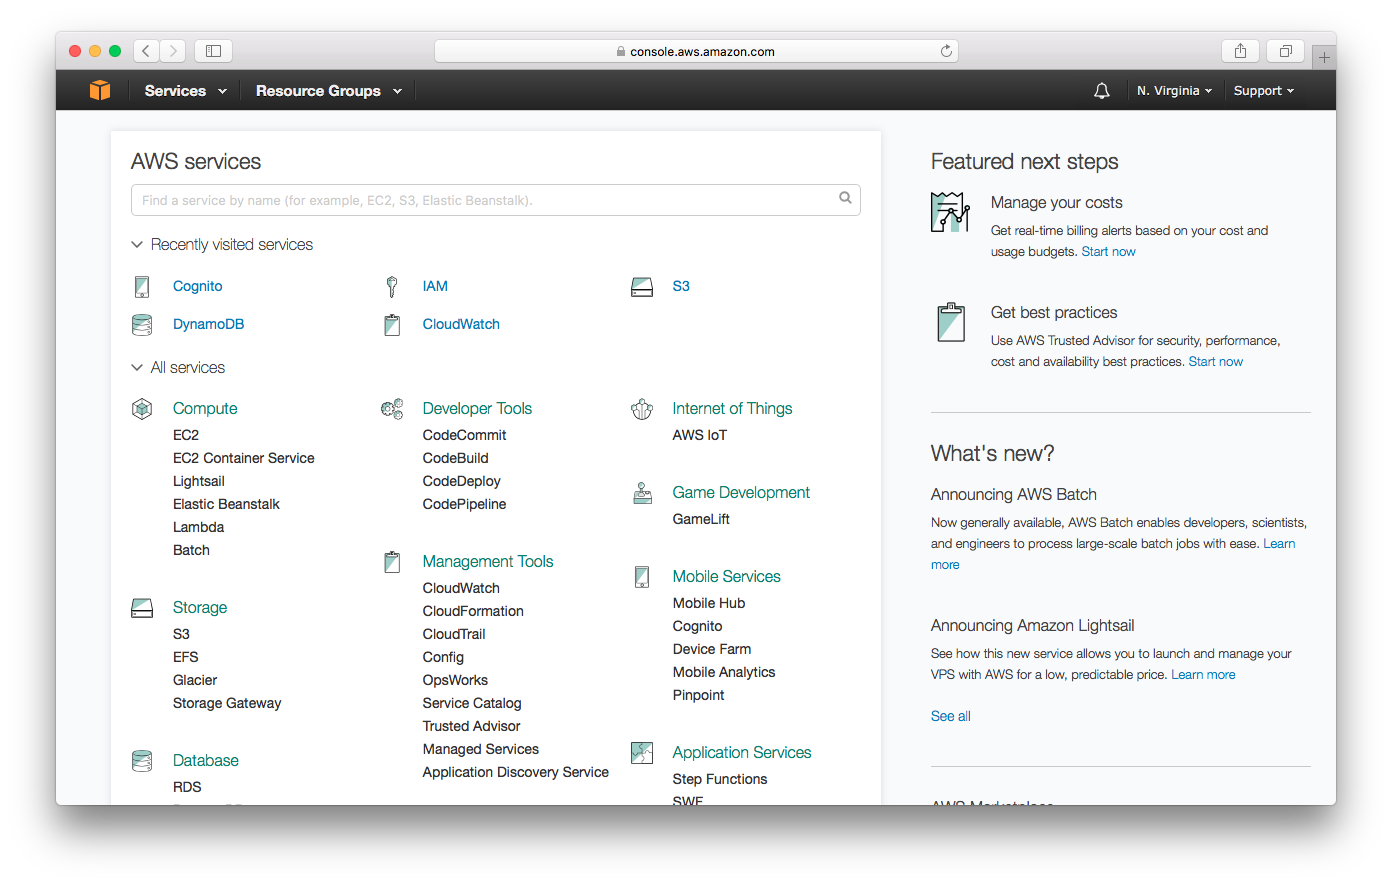 console.aws.amazon.com
Services
Resource Groups
N. Virginia
Support
AWS services
Find a service by name (for example, EC2, S3, Elastic Beanstalk).
Recently visited services
Cognito
IAM
S3
DynamoDB
CloudWatch
All services
Compute
EC2
EC2 Container Service
Lightsail
Elastic Beanstalk
Lambda
Batch
Storage
S3
EFS
Glacier
Storage Gateway
Database
RDS
Developer Tools
CodeCommit
CodeBuild
CodeDeploy
CodePipeline
Management Tools
CloudWatch
CloudFormation
CloudTrail
Config
OpsWorks
Service Catalog
Trusted Advisor
Managed Services
Application Discovery Service
Internet of Things
AWS IoT
Game Development
GameLift
Mobile Services
Mobile Hub
Cognito
Device Farm
Mobile Analytics
Pinpoint
Application Services
Step Functions
SWF
Featured next steps
Manage your costs
Get real-time billing alerts based on your cost and
usage budgets. Start now
Get best practices
Use AWS Trusted Advisor for security, performance,
cost and availability best practices. Start now
What's new?
Announcing AWS Batch
Now generally available, AWS Batch enables developers, scientists,
and engineers to process large-scale batch jobs with ease. Learn
more
Announcing Amazon Lightsail
See how this new service allows you to launch and manage your
VPS with AWS for a low, predictable price. Learn more
See all
AWS Marketplace